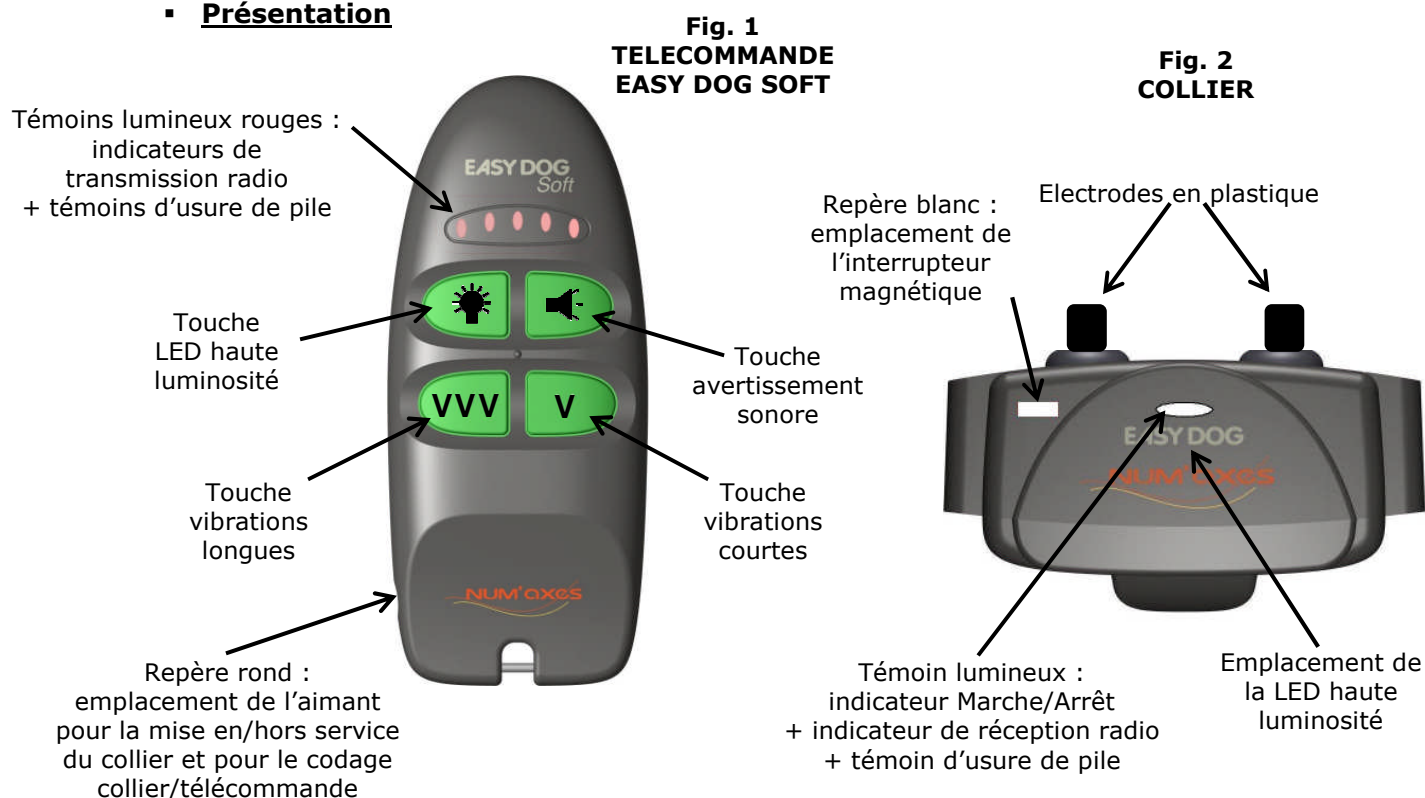 ▪ Présentation
Fig. 1
TELECOMMANDE
EASY DOG SOFT
Fig. 2
COLLIER
Témoins lumineux rouges :
indicateurs de
transmission radio
+ témoins d'usure de pile
EASY DOG
Soft
Touche
LED haute
luminosité
Touche
avertissement
sonore
VVV
V
Touche
vibrations
longues
Touche
vibrations
courtes
NUM'axes
Repère rond :
emplacement de l'aimant
pour la mise en/hors service
du collier et pour le codage
collier/télécommande
Repère blanc :
emplacement de
l'interrupteur
magnétique
Electrodes en plastique
EASY DOG
NUM'axes
Témoin lumineux :
indicateur Marche/Arrêt
+ indicateur de réception radio
+ témoin d'usure de pile
Emplacement de
la LED haute
luminosité